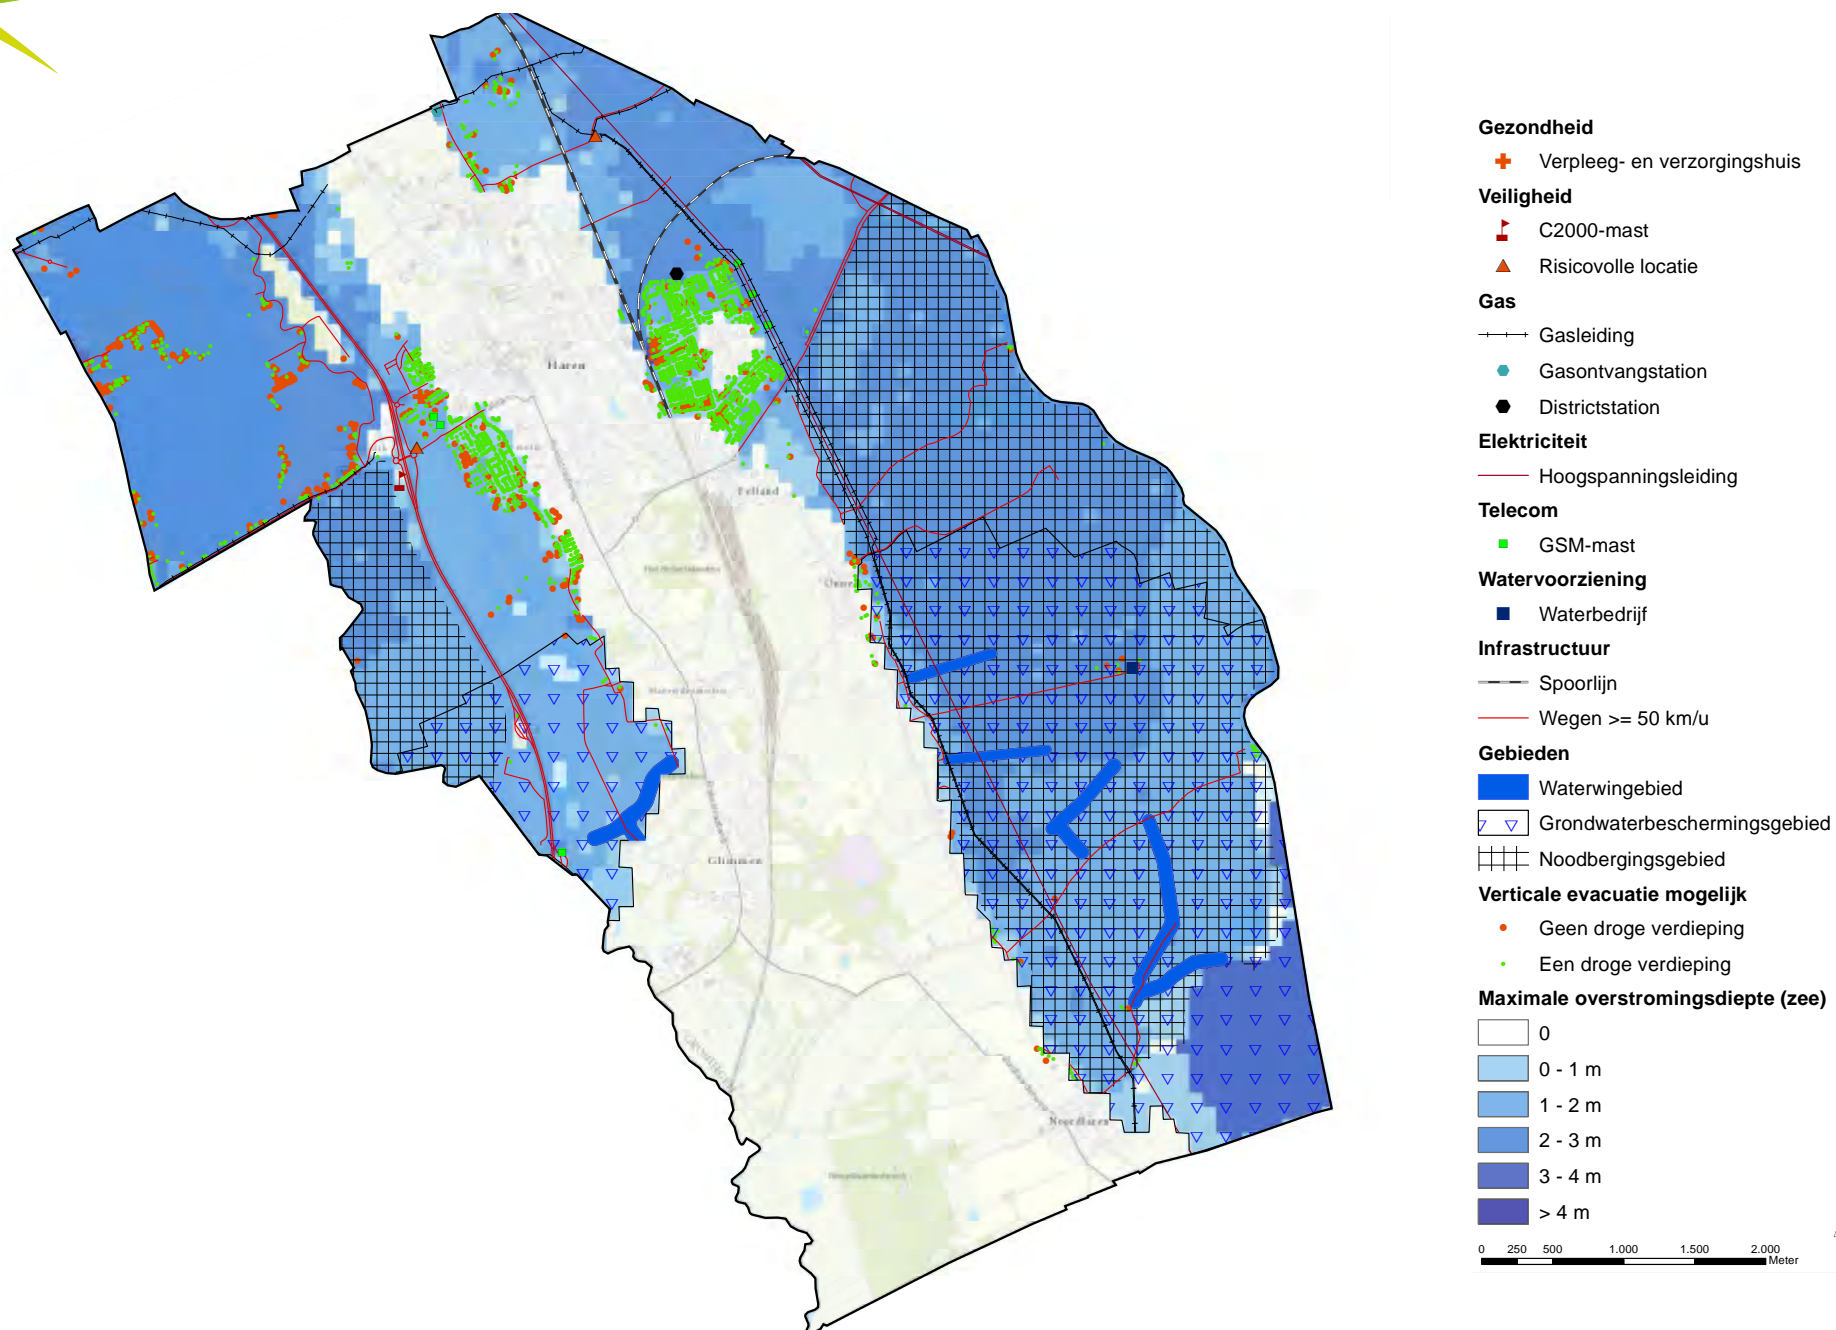 Haren
Felland
Onnen
Glimmen
Noordlaren
Gezondheid
Verpleeg- en verzorgingshuis
Veiligheid
C2000-mast
Risicovolle locatie
Gas
Gasleiding
Gasontvangstation
Districtstation
Elektriciteit
Hoogspanningsleiding
Telecom
GSM-mast
Watervoorziening
Waterbedrijf
Infrastructuur
Spoorlijn
Wegen >= 50 km/u
Gebieden
Waterwingebied
Grondwaterbeschermingsgebied
Noodbergingsgebied
Verticale evacuatie mogelijk
Geen droge verdieping
Een droge verdieping
Maximale overstromingsdiepte (zee)
0
0 - 1 m
1 - 2 m
2 - 3 m
3 - 4 m
> 4 m
0 250 500 1.000 1.500 2.000
Meter